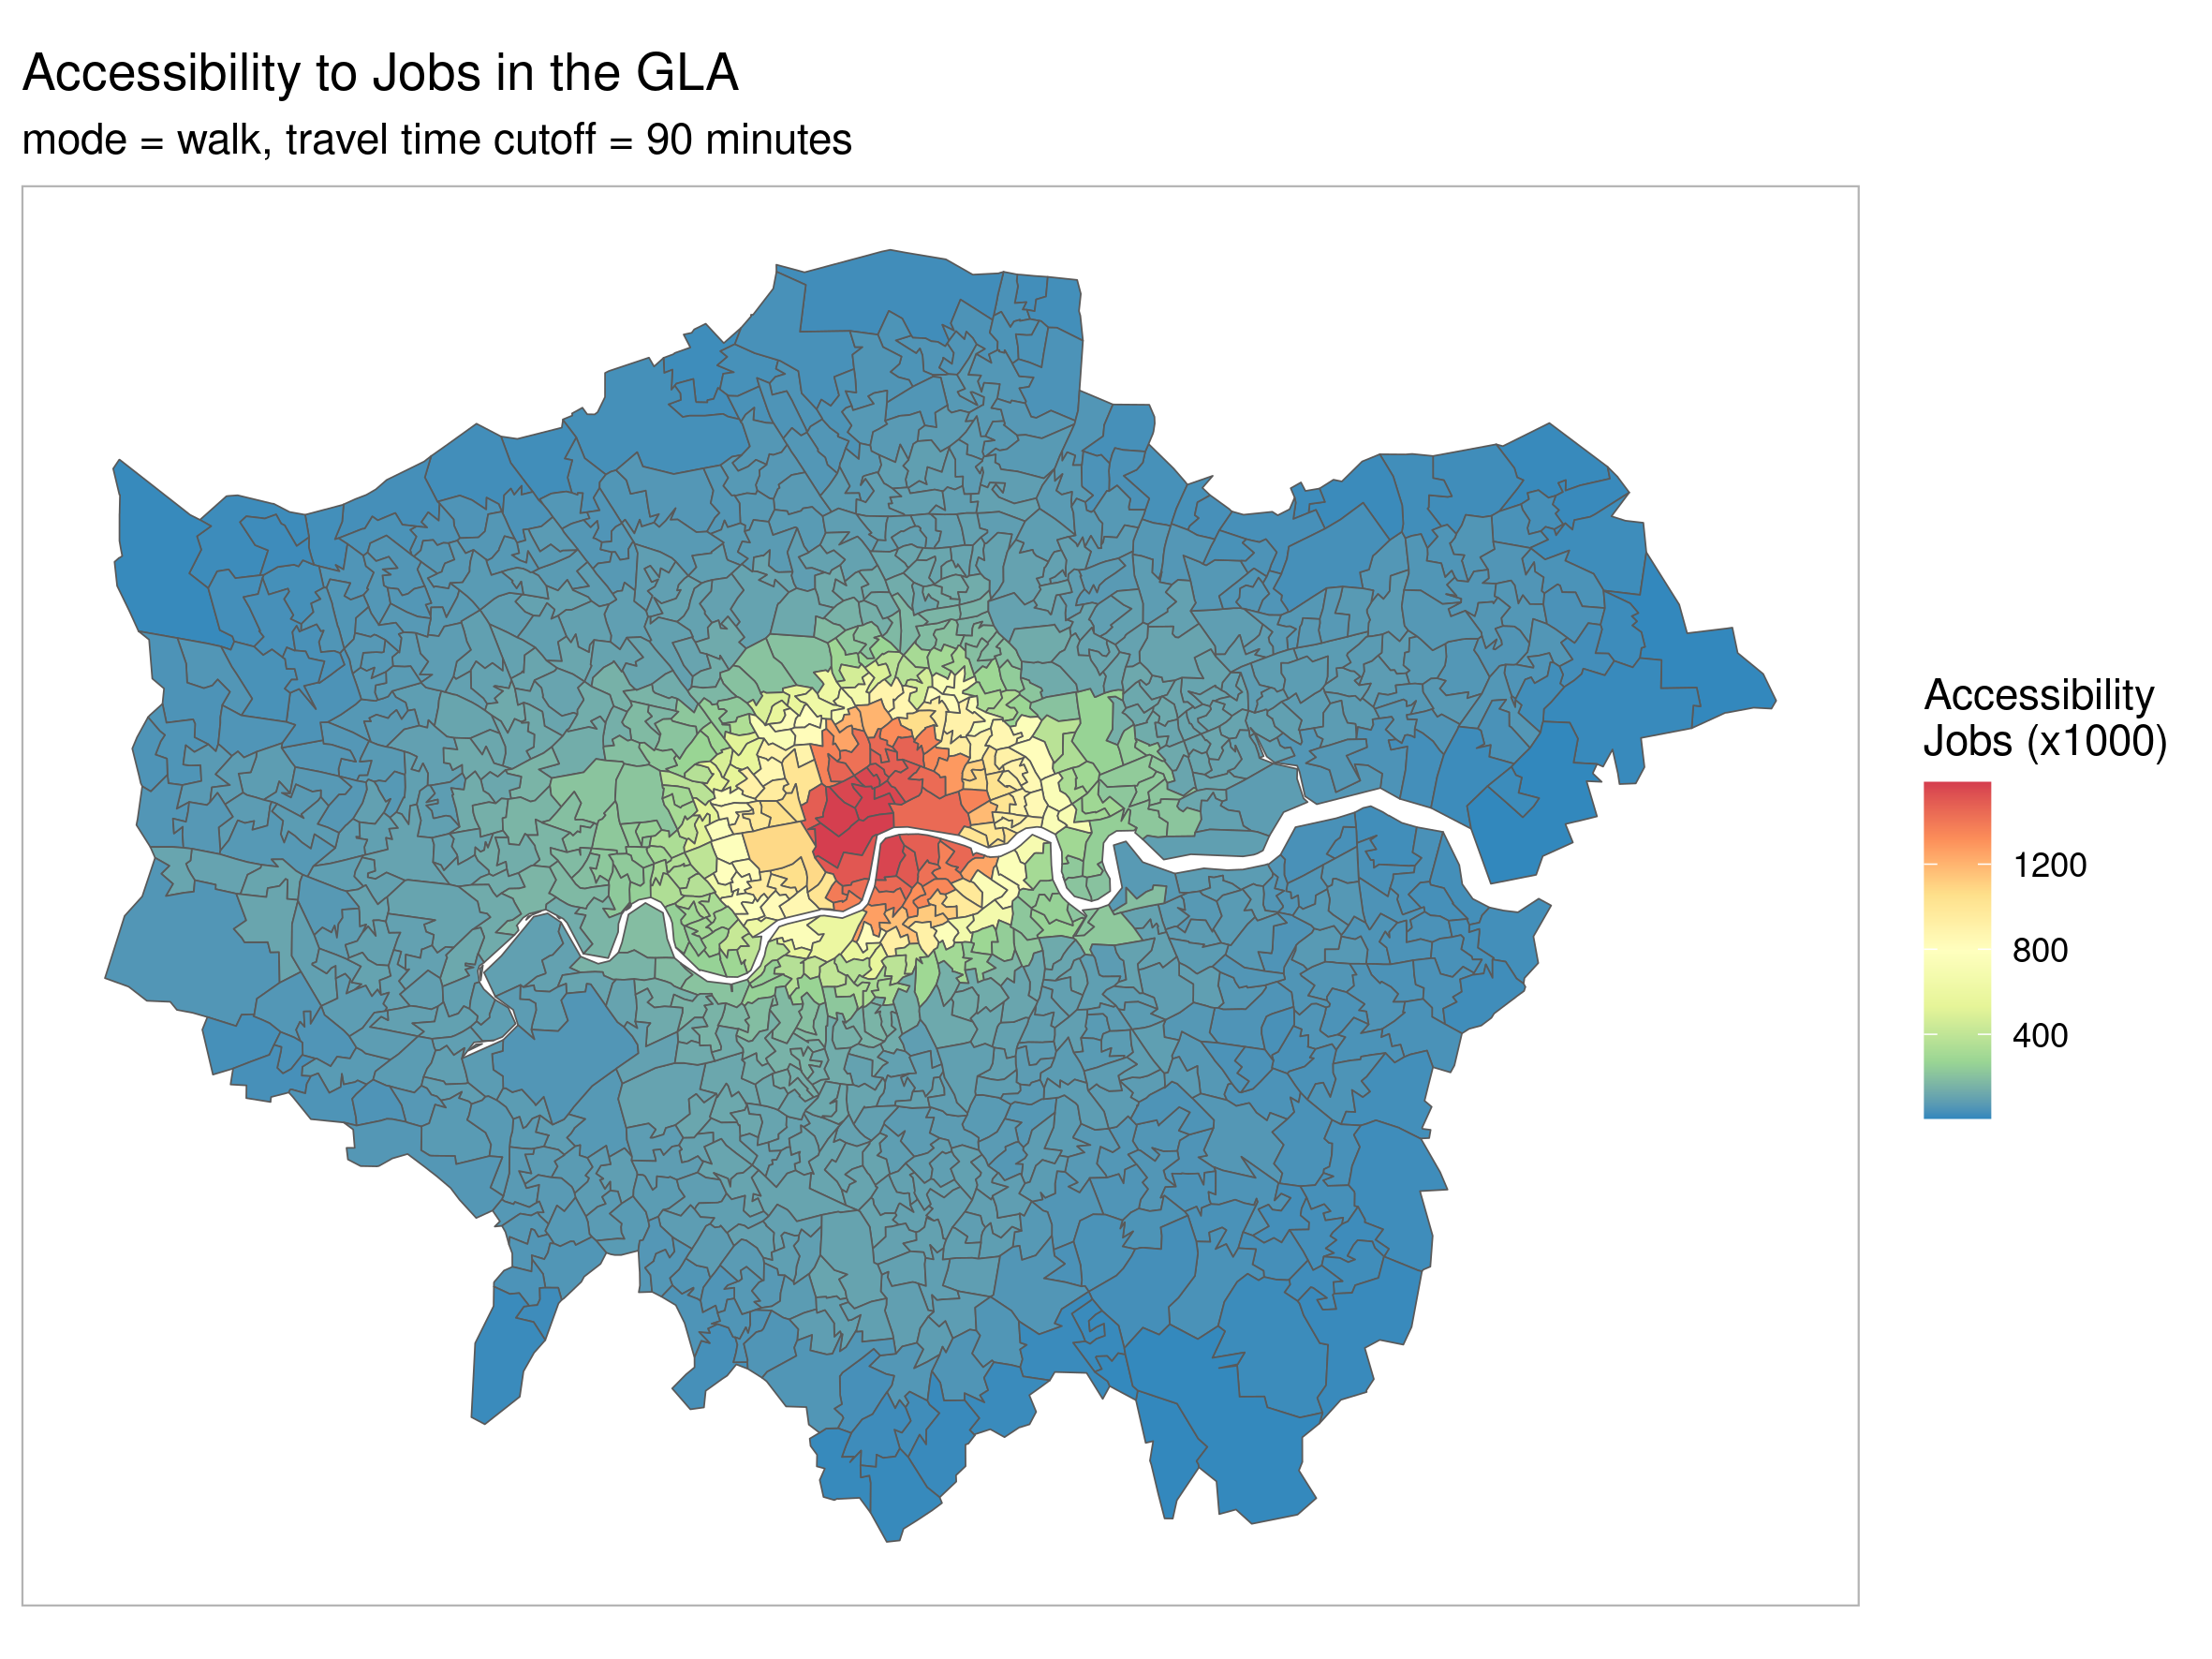 Accessibility to Jobs in the GLA
mode = walk, travel time cutoff = 90 minutes
Accessibility
Jobs (x1000)
1200
800
400